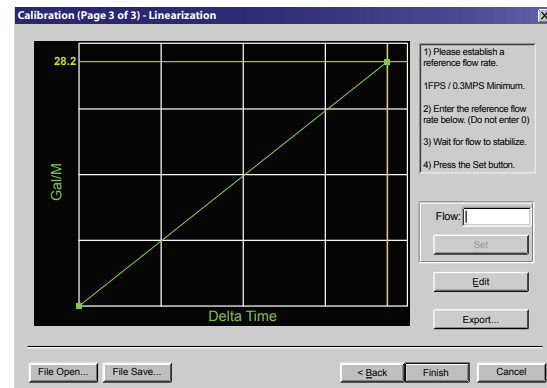 Calibration (Page 3 of 3) - Linearization
X
28.2
Gal/M
Delta Time
1) Please establish a
reference flow rate.
1FPS / 0.3MPS Minimum.
2) Enter the reference flow
rate below. (Do not enter 0)
3) Wait for flow to stabilize.
4) Press the Set button.
Flow:
Set
Edit
Export...
File Open...
File Save...
< Back
Finish
Cancel